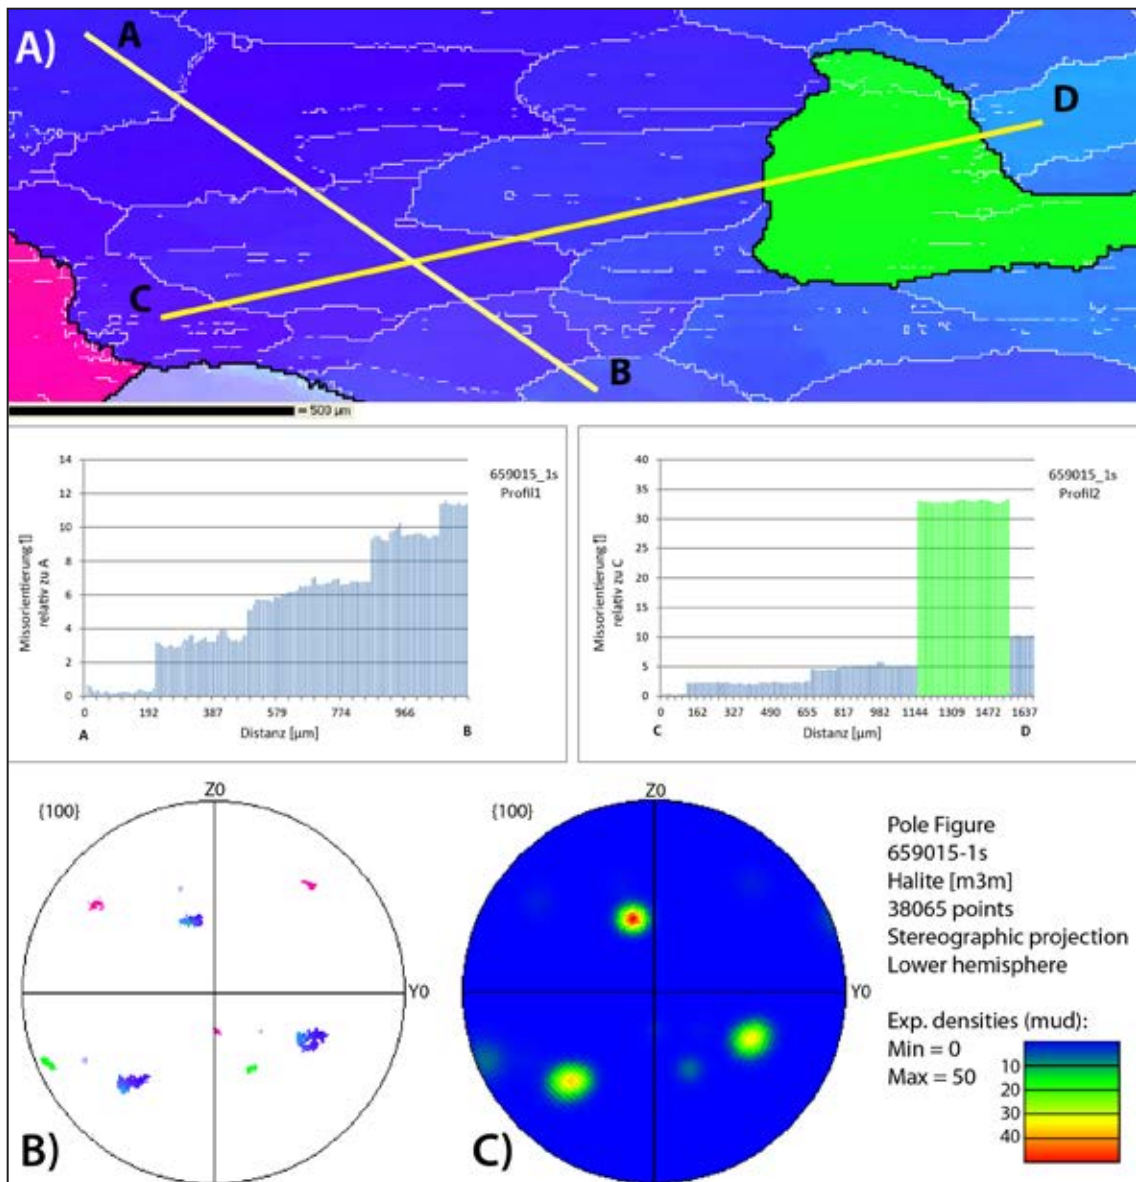 A)
A
D
C
B
= 500 µm
14
12
10
8
6
4
2
0
Missorientierung
relativ zu A
659015_1s
Profil1
0 192 387 579 774 966
A Distanz [µm] B
40
35
30
25
20
15
10
5
0
Missorientierung
relativ zu C
659015_1s
Profil2
0 162 327 490 655 817 982 1144 1309 1472 1637
C Distanz [µm] D
{100}
Z0
Y0
B)
{100}
Z0
Y0
C)
Pole Figure
659015-1s
Halite [m3m]
38065 points
Stereographic projection
Lower hemisphere
Exp. densities (mud):
Min = 0
Max = 50
10
20
30
40